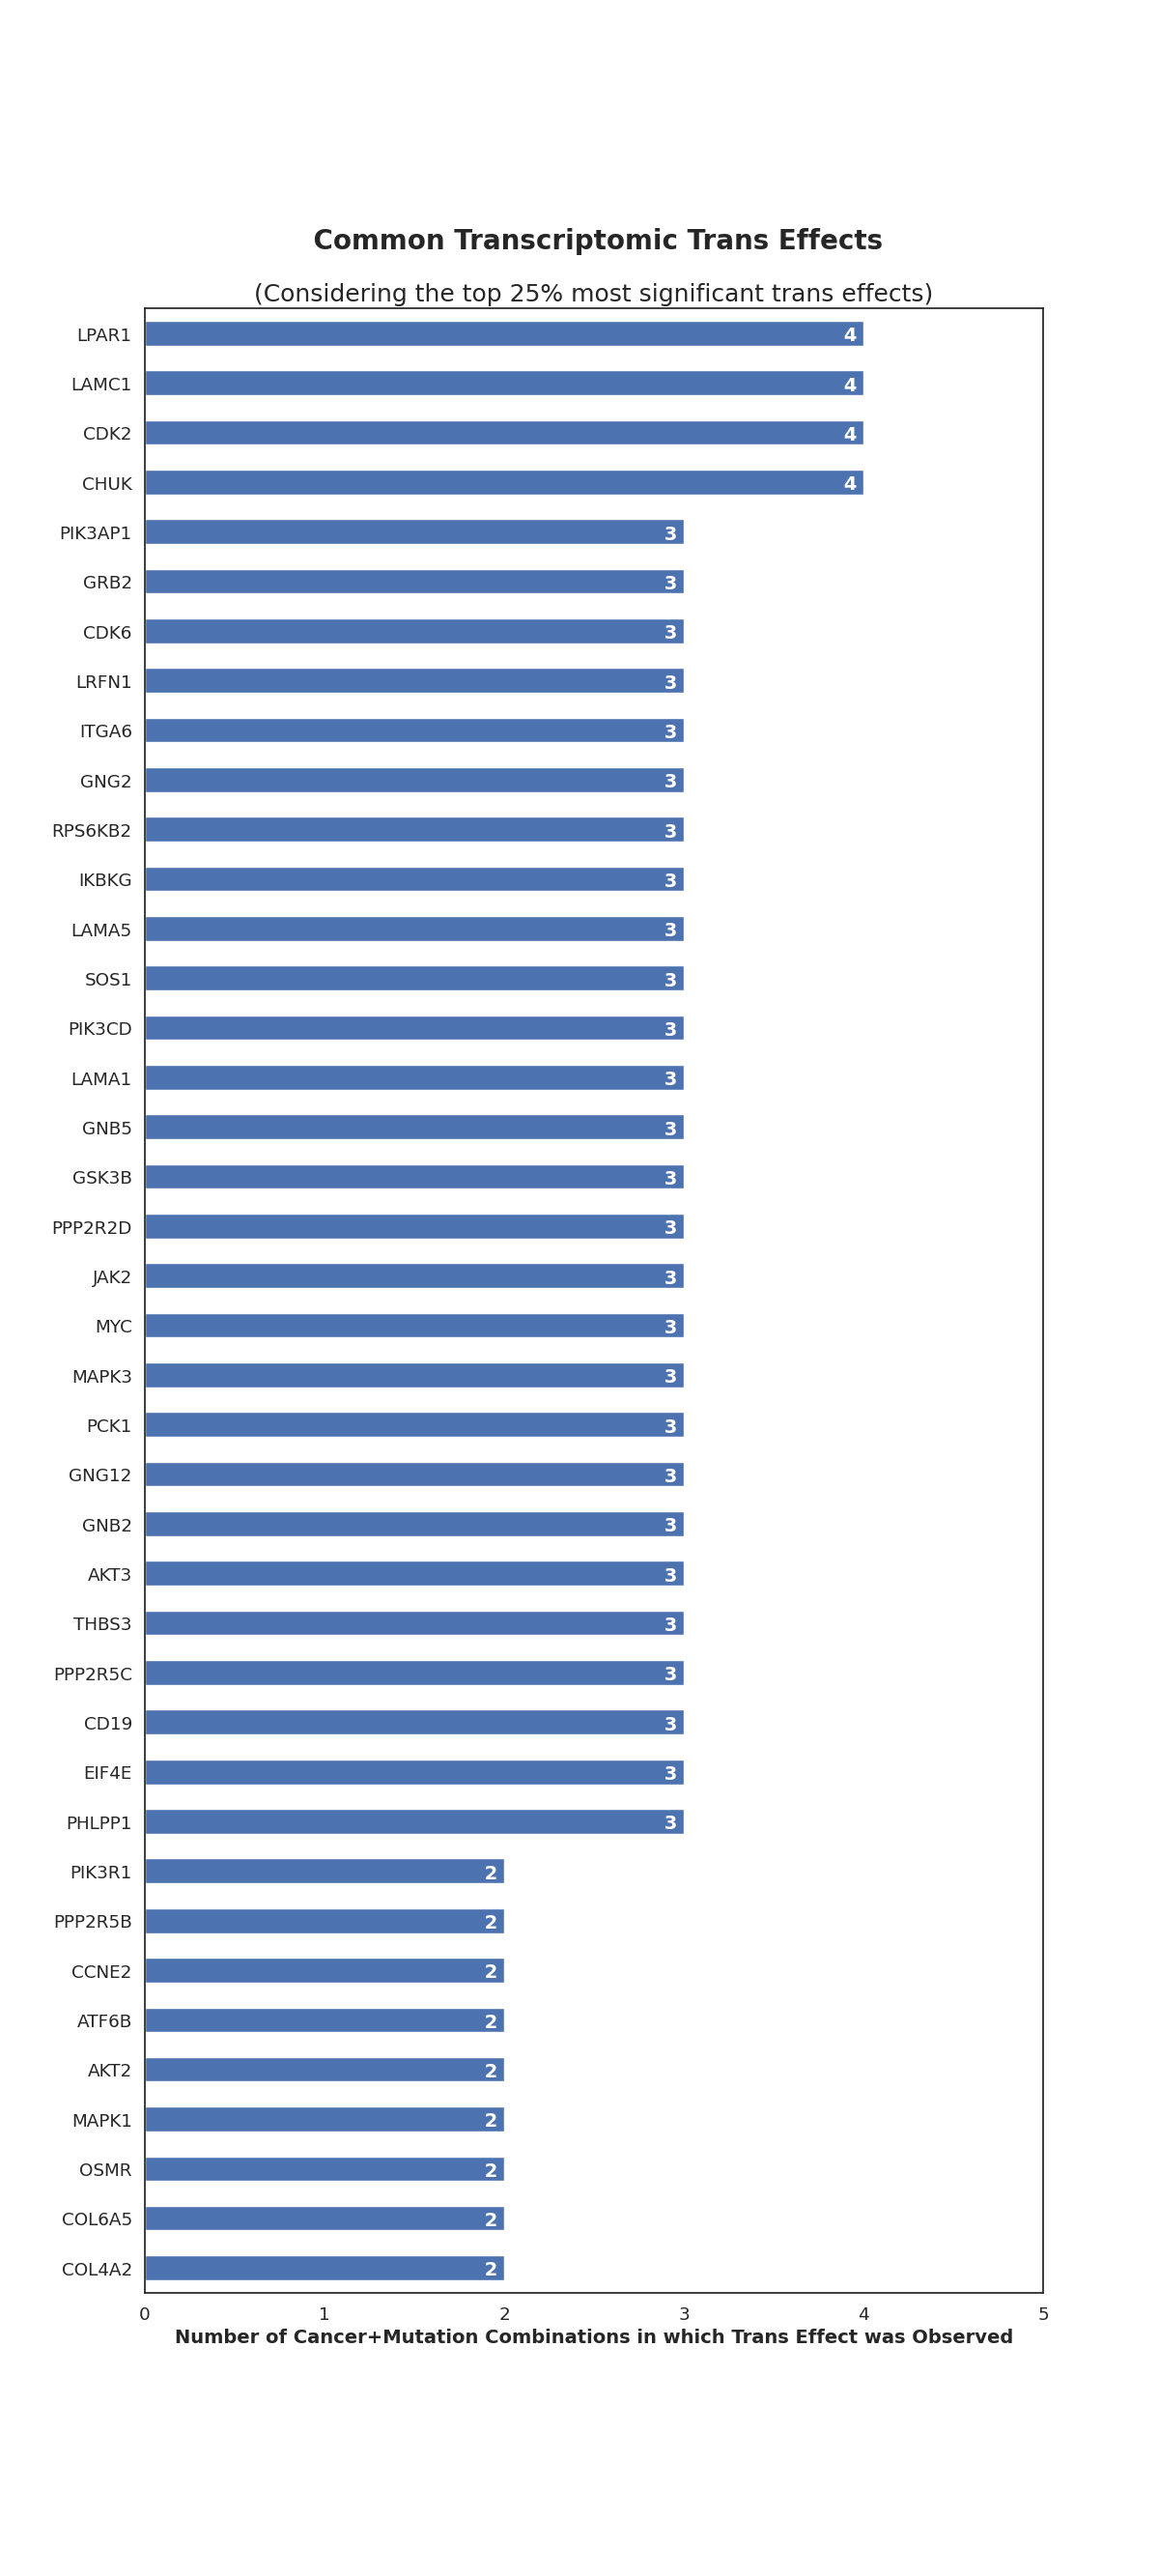 Common Transcriptomic Trans Effects
(Considering the top 25% most significant trans effects)
LPAR1 4
LAMC1 4
CDK2 4
CHUK 4
PIK3AP1 3
GRB2 3
CDK6 3
LRFN1 3
ITGA6 3
GNG2 3
RPS6KB2 3
IKBKG 3
LAMA5 3
SOS1 3
PIK3CD 3
LAMA1 3
GNB5 3
GSK3B 3
PPP2R2D 3
JAK2 3
MYC 3
MAPK3 3
PCK1 3
GNG12 3
GNB2 3
AKT3 3
THBS3 3
PPP2R5C 3
CD19 3
EIF4E 3
PHLPP1 3
PIK3R1 2
PPP2R5B 2
CCNE2 2
ATF6B 2
AKT2 2
MAPK1 2
OSMR 2
COL6A5 2
COL4A2 2
0 1 2 3 4 5
Number of Cancer+Mutation Combinations in which Trans Effect was Observed